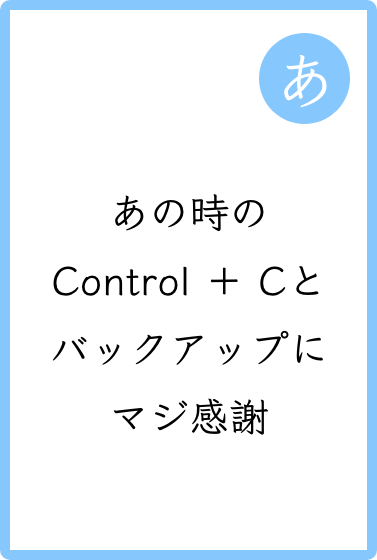 あ
あの時の
Control + Cと
バックアップに
マジ感謝